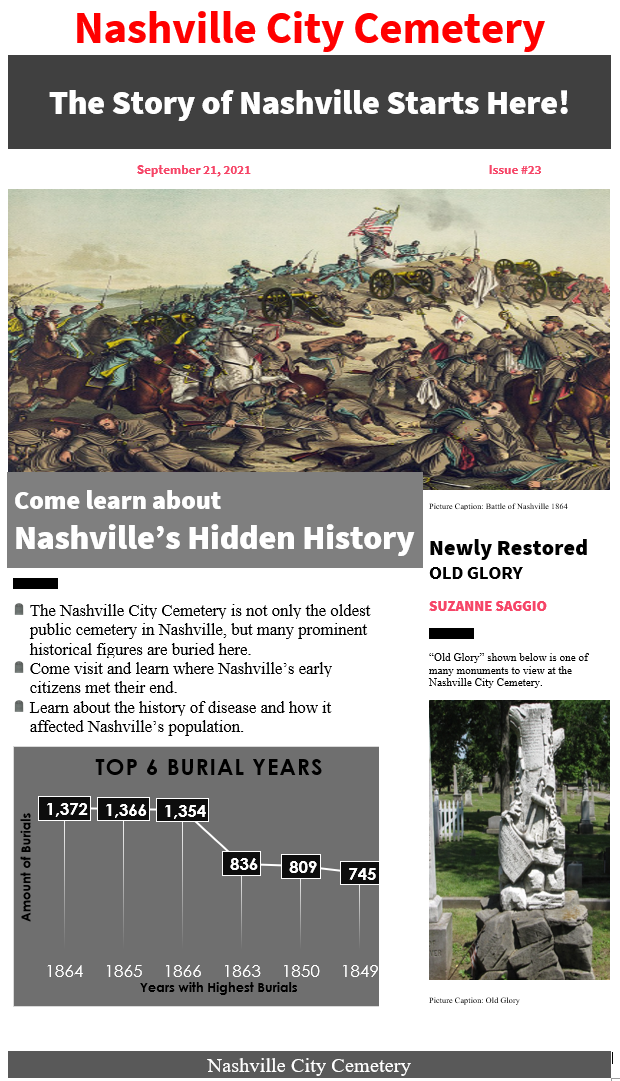 Nashville City Cemetery
The Story of Nashville Starts Here!
September 21, 2021
Issue #23
Come learn about
Nashville’s Hidden History
The Nashville City Cemetery is not only the oldest
public cemetery in Nashville, but many prominent
historical figures are buried here.
Come visit and learn where Nashville’s early
citizens met their end.
Learn about the history of disease and how it
affected Nashville’s population.
TOP 6 BURIAL YEARS
Amount of Burials
1,372
1,366
1,354
836
809
745
1864 1865 1866 1863 1850 1849
Years with Highest Burials
Picture Caption: Battle of Nashville 1864
Newly Restored
OLD GLORY
SUZANNE SAGGIO
“Old Glory” shown below is one of
many monuments to view at the
Nashville City Cemetery.
Picture Caption: Old Glory
Nashville City Cemetery